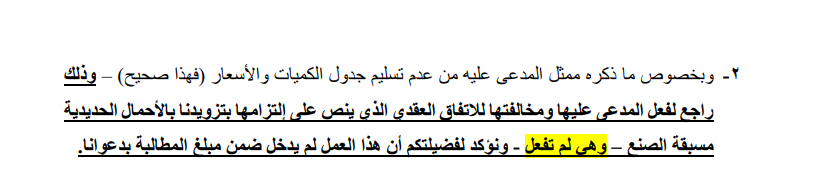 ٢- وبخصوص ما ذكره ممثل المدعى عليه من عدم تسليم جدول الكميات والأسعار (فهذا صحيح) – وذلك
راجع لفعل المدعى عليها ومخالفتها للاتفاق العقدي الذي ينص على إلتزامها بتزويدنا بالأحمال الحديدية
مسبقة الصنع – وهي لم تفعل - ونؤكد لفضيلتكم أن هذا العمل لم يدخل ضمن مبلغ المطالبة بدعوانا.